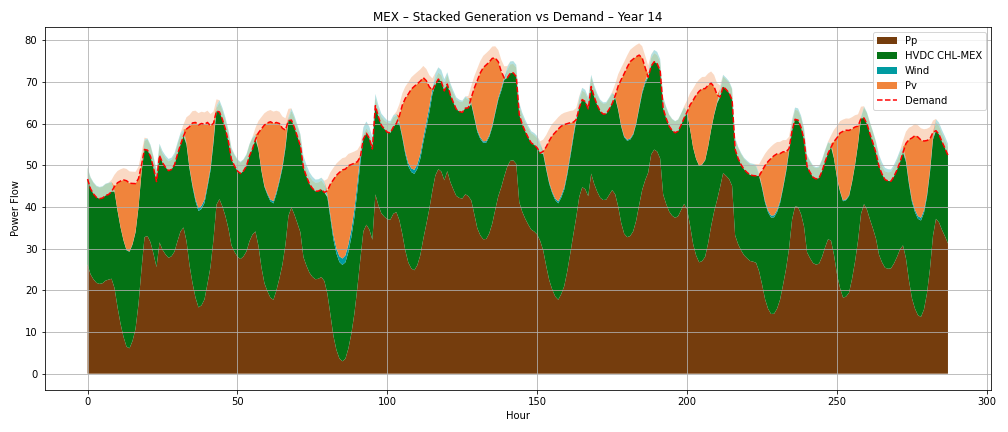 MEX – Stacked Generation vs Demand – Year 14
Pp
HVDC CHL-MEX
Wind
Pv
Demand
Power Flow
80
70
60
50
40
30
20
10
0
0 50 100 150 200 250 300
Hour